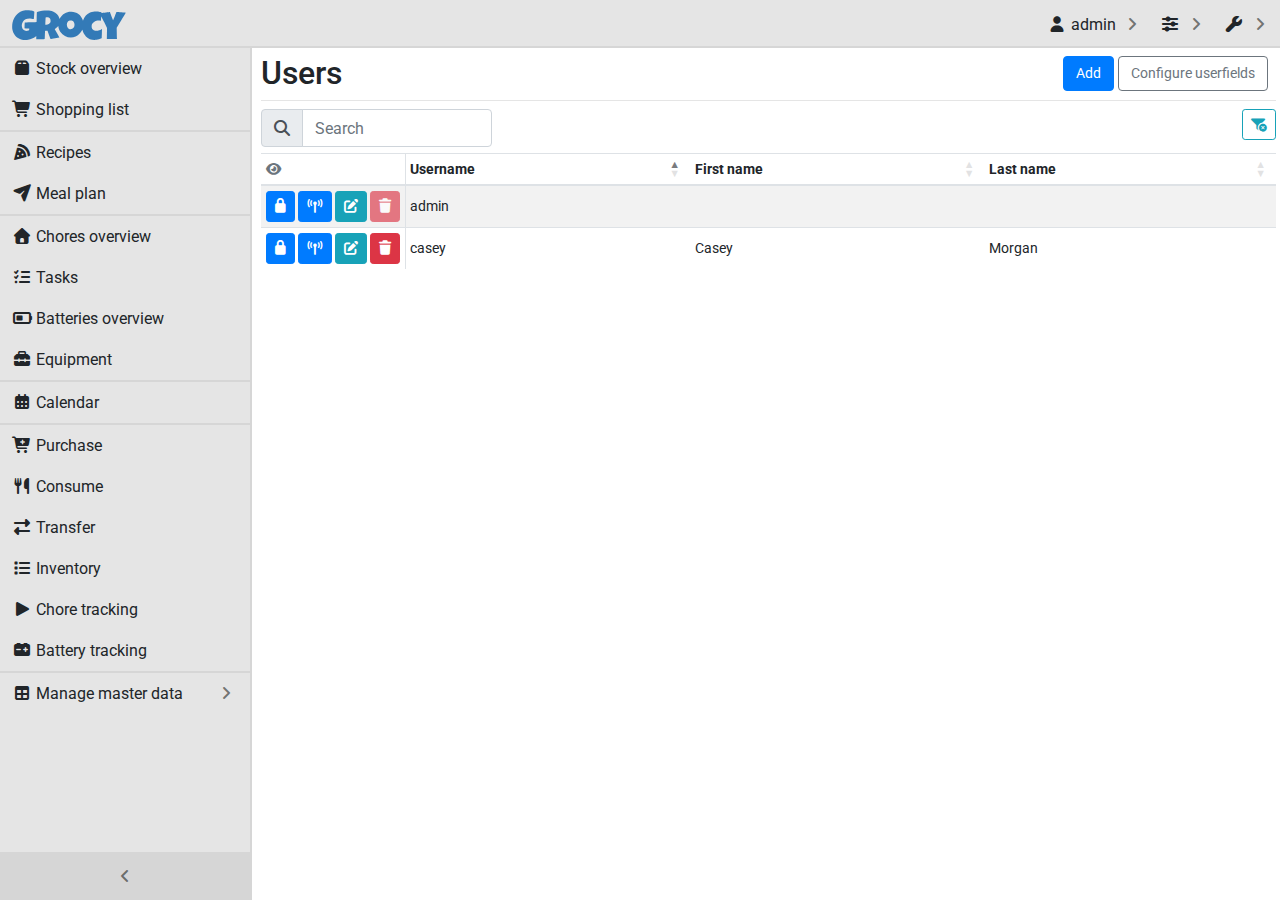 GROCY
admin
Stock overview
Shopping list
Recipes
Meal plan
Chores overview
Tasks
Batteries overview
Equipment
Calendar
Purchase
Consume
Transfer
Inventory
Chore tracking
Battery tracking
Manage master data
Users
Add
Configure userfields
Search
Username First name Last name
admin
casey Casey Morgan